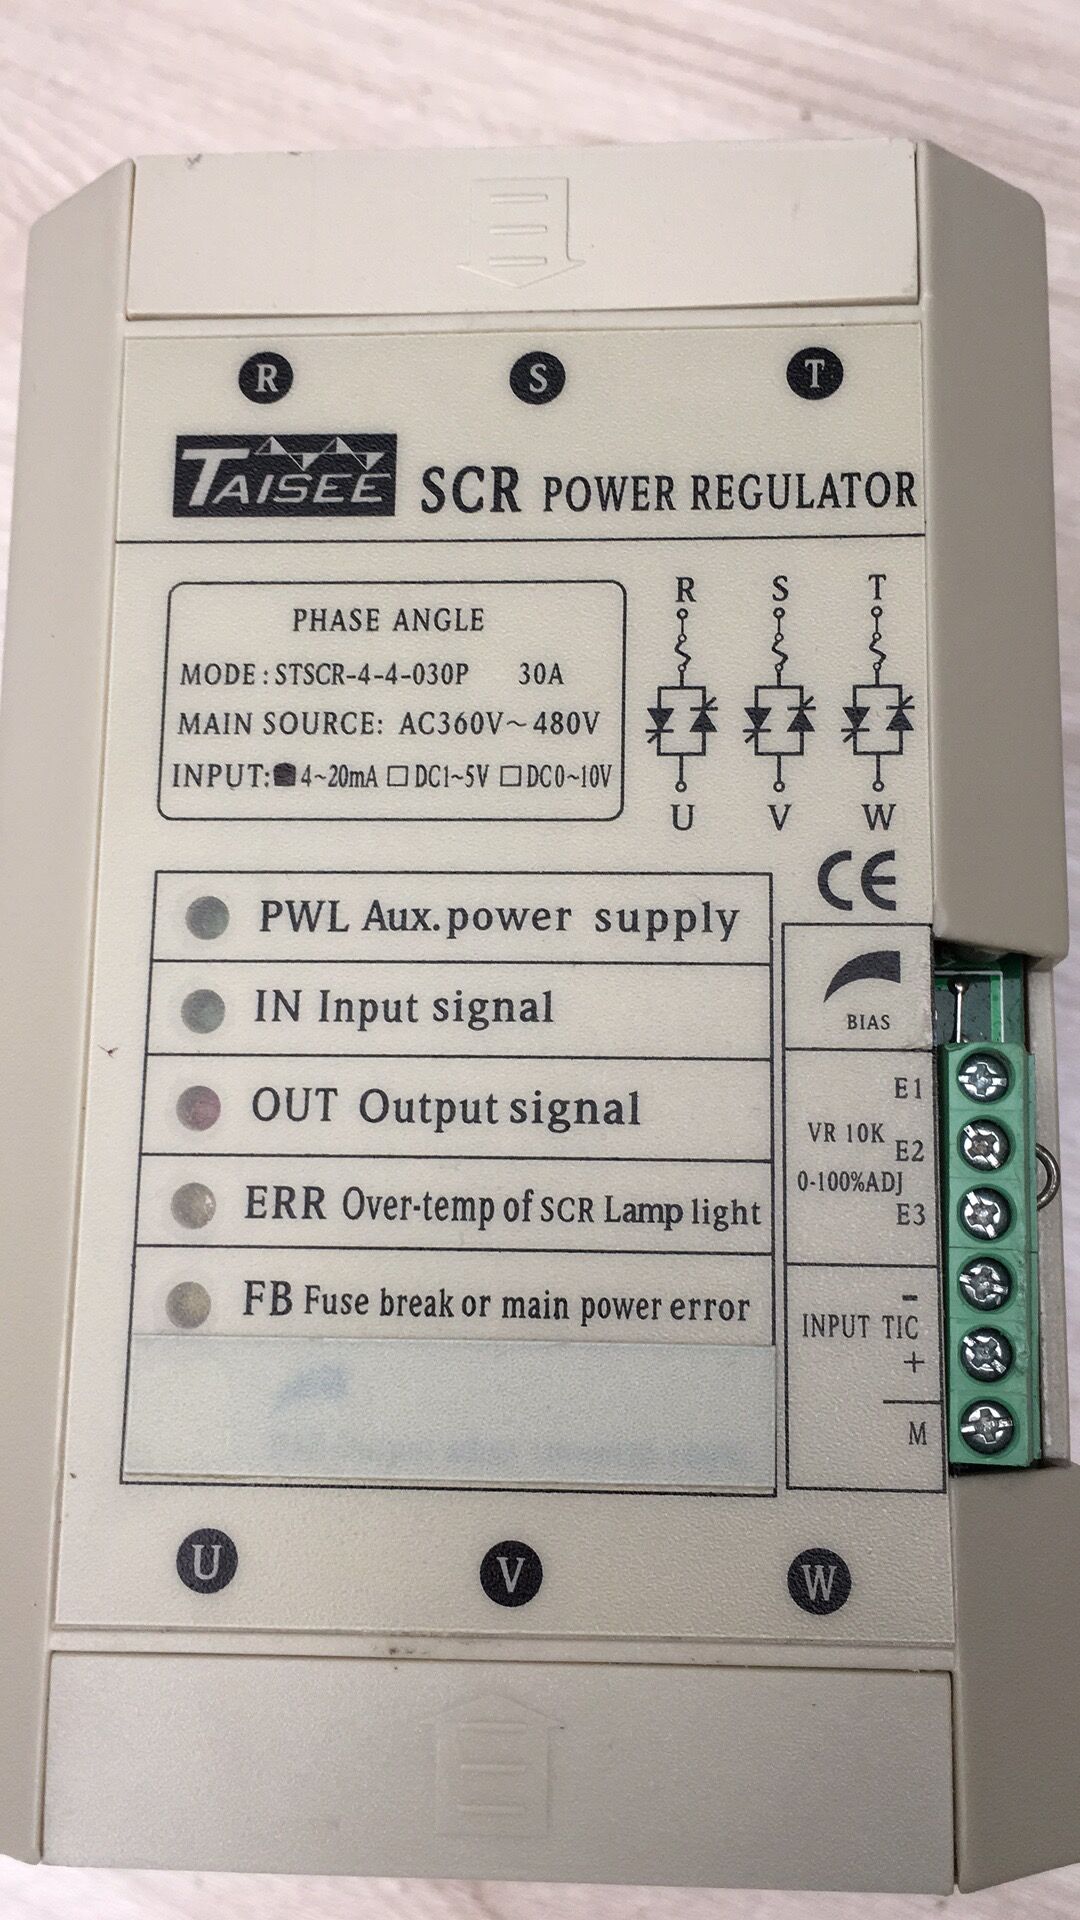 R S T
TAISEE SCR POWER REGULATOR
PHASE ANGLE
MODE: STSCR-4-4-030P 30A
MAIN SOURCE: AC360V~480V
INPUT: 4~20mA DC1~5V DC0~10V
R S T
U V W
CE
PWL Aux.power supply
IN Input signal
OUT Output signal
ERR Over-temp of SCR Lamp light
FB Fuse break or main power error
BIAS
E1
VR 10K
E2
0-100%ADJ
E3
-
INPUT TIC
+
M
U V W